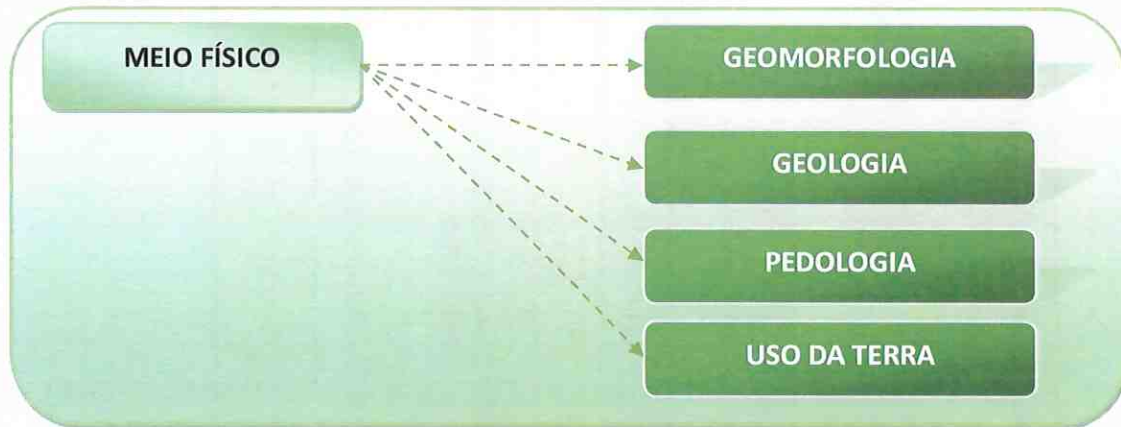 MEIO FÍSICO
GEOMORFOLOGIA
GEOLOGIA
PEDOLOGIA
USO DA TERRA